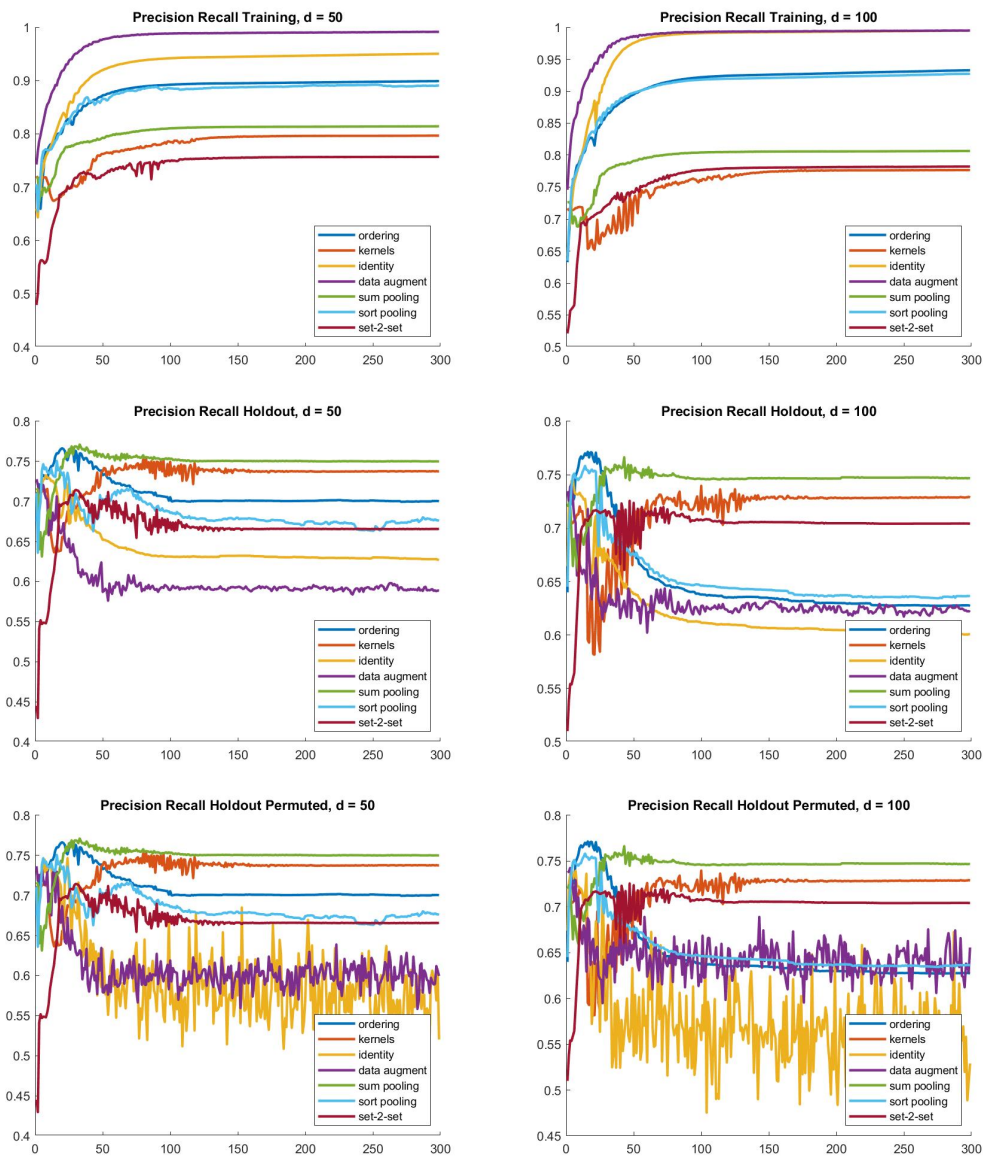 Precision Recall Training, d = 50
1
0.9
0.8
0.7
0.6
0.5
0.4
0 50 100 150 200 250 300
ordering
kernels
identity
data augment
sum pooling
sort pooling
set-2-set
Precision Recall Training, d = 100
1
0.95
0.9
0.85
0.8
0.75
0.7
0.65
0.6
0.55
0.5
0 50 100 150 200 250 300
ordering
kernels
identity
data augment
sum pooling
sort pooling
set-2-set
Precision Recall Holdout, d = 50
0.8
0.75
0.7
0.65
0.6
0.55
0.5
0.45
0.4
0 50 100 150 200 250 300
ordering
kernels
identity
data augment
sum pooling
sort pooling
set-2-set
Precision Recall Holdout, d = 100
0.8
0.75
0.7
0.65
0.6
0.55
0.5
0 50 100 150 200 250 300
ordering
kernels
identity
data augment
sum pooling
sort pooling
set-2-set
Precision Recall Holdout Permuted, d = 50
0.8
0.75
0.7
0.65
0.6
0.55
0.5
0.45
0.4
0 50 100 150 200 250 300
ordering
kernels
identity
data augment
sum pooling
sort pooling
set-2-set
Precision Recall Holdout Permuted, d = 100
0.8
0.75
0.7
0.65
0.6
0.55
0.5
0.45
0 50 100 150 200 250 300
ordering
kernels
identity
data augment
sum pooling
sort pooling
set-2-set